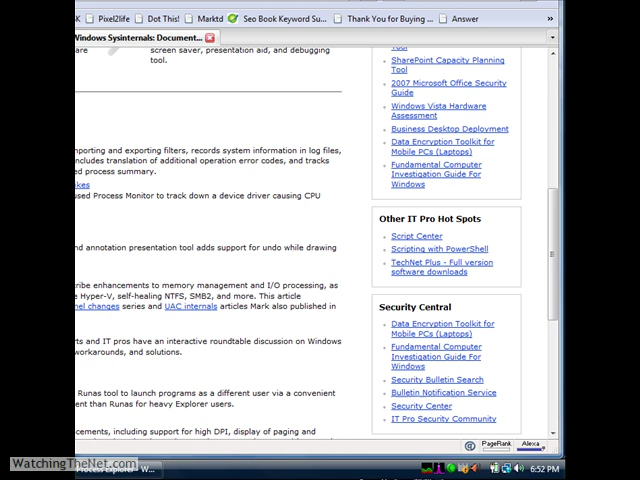 SK Pixel2life Dot This! Marktd Seo Book Keyword Su... Thank You for Buying ... Answer
Windows Sysinternals: Document...
are
screen saver, presentation aid, and debugging
tool.
Tool
SharePoint Capacity Planning
Tool
2007 Microsoft Office Security
Guide
Windows Vista Hardware
Assessment
Business Desktop Deployment
Data Encryption Toolkit for
Mobile PCs (Laptops)
Fundamental Computer
Investigation Guide For
Windows
porting and exporting filters, records system information in log files,
includes translation of additional operation error codes, and tracks
ed process summary.
ikes
used Process Monitor to track down a device driver causing CPU
nd annotation presentation tool adds support for undo while drawing
ribe enhancements to memory management and I/O processing, as
e Hyper-V, self-healing NTFS, SMB2, and more. This article
nel changes series and UAC internals articles Mark also published in
rts and IT pros have an interactive roundtable discussion on Windows
workarounds, and solutions.
Runas tool to launch programs as a different user via a convenient
ent than Runas for heavy Explorer users.
ncements, including support for high DPI, display of paging and
Other IT Pro Hot Spots
Script Center
Scripting with PowerShell
TechNet Plus - Full version
software downloads
Security Central
Data Encryption Toolkit for
Mobile PCs (Laptops)
Fundamental Computer
Investigation Guide For
Windows
Security Bulletin Search
Bulletin Notification Service
Security Center
IT Pro Security Community
PageRank Alexa
WatchingTheNet.com
Process Explorer - W...
6:52 PM